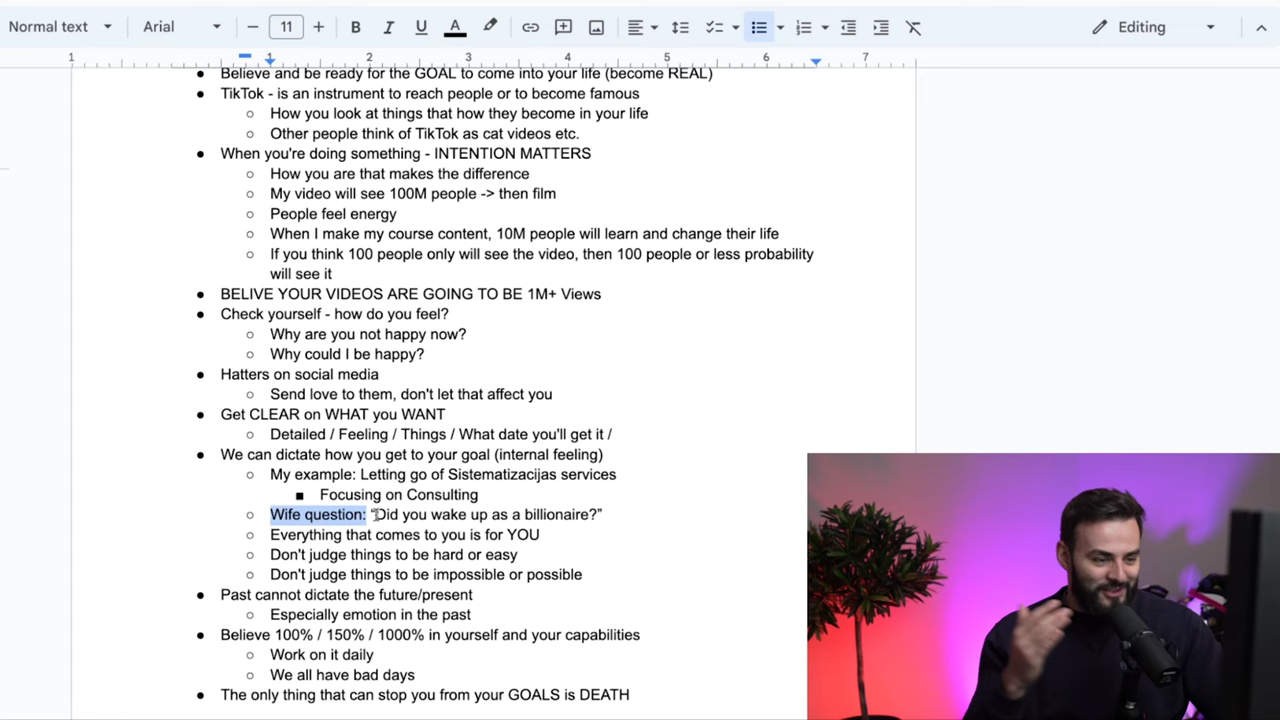 Normal text Arial 11 B I U A Editing
1 1 2 3 4 5 6 7
Believe and be ready for the GOAL to come into your life (become REAL)
TikTok - is an instrument to reach people or to become famous
How you look at things that how they become in your life
Other people think of TikTok as cat videos etc.
When you're doing something - INTENTION MATTERS
How you are that makes the difference
My video will see 100M people -> then film
People feel energy
When I make my course content, 10M people will learn and change their life
If you think 100 people only will see the video, then 100 people or less probability
will see it
BELIVE YOUR VIDEOS ARE GOING TO BE 1M+ Views
Check yourself - how do you feel?
Why are you not happy now?
Why could I be happy?
Hatters on social media
Send love to them, don't let that affect you
Get CLEAR on WHAT you WANT
Detailed / Feeling / Things / What date you'll get it /
We can dictate how you get to your goal (internal feeling)
My example: Letting go of Sistematizacijas services
Focusing on Consulting
Wife question: “Did you wake up as a billionaire?”
Everything that comes to you is for YOU
Don't judge things to be hard or easy
Don't judge things to be impossible or possible
Past cannot dictate the future/present
Especially emotion in the past
Believe 100% / 150% / 1000% in yourself and your capabilities
Work on it daily
We all have bad days
The only thing that can stop you from your GOALS is DEATH